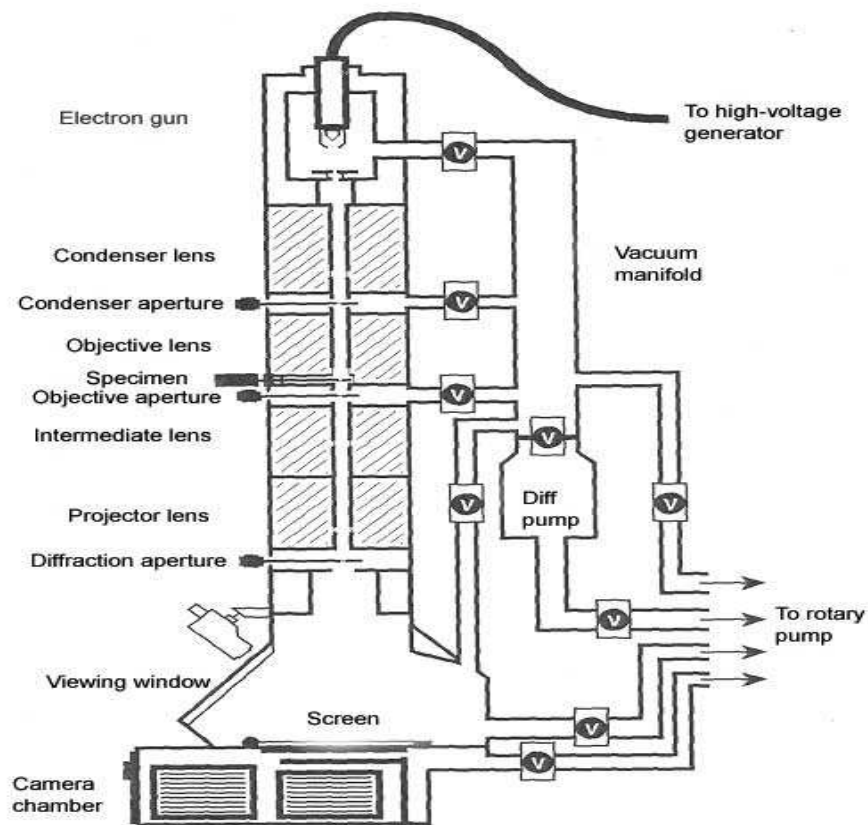 Electron gun
To high-voltage
generator
V
Condenser lens
Vacuum
manifold
Condenser aperture
V
Objective lens
Specimen
Objective aperture
V
Intermediate lens
V
Projector lens
Diff
pump
V
V
Diffraction aperture
V
To rotary
pump
Viewing window
Screen
V
V
Camera
chamber